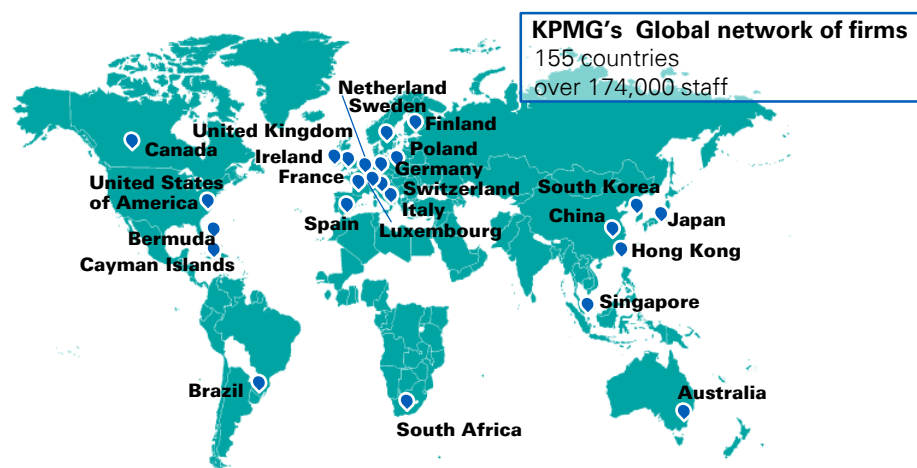 KPMG's  Global network of firms
155 countries
over 174,000 staff
Netherland
Sweden
Finland
United Kingdom
Canada
Ireland
Poland
Germany
France
Switzerland
United States
of America
South Korea
Italy
Spain
China
Japan
Luxembourg
Bermuda
Hong Kong
Cayman Islands
Singapore
Brazil
Australia
South Africa